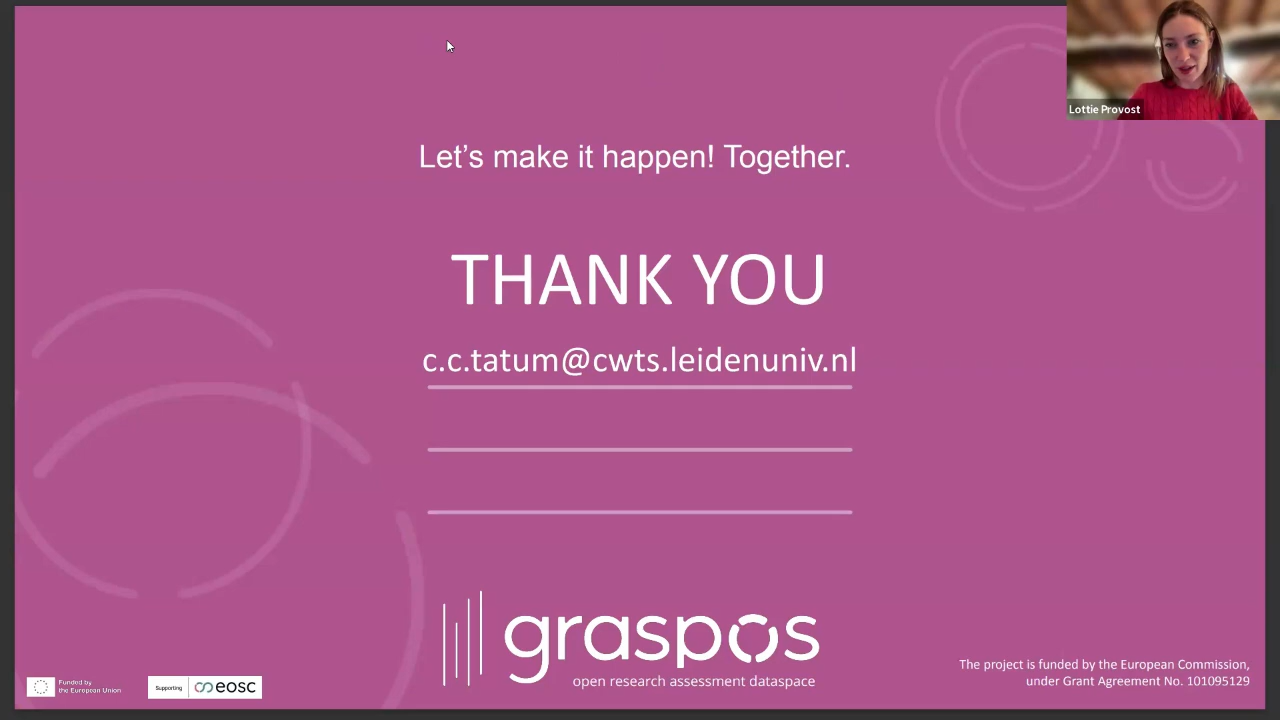 Lottie Provost
Let's make it happen! Together.
THANK YOU
c.c.tatum@cwts.leidenuniv.nl
graspos
open research assessment dataspace
Funded by
the European Union
Supporting
eosc
The project is funded by the European Commission,
under Grant Agreement No. 101095129